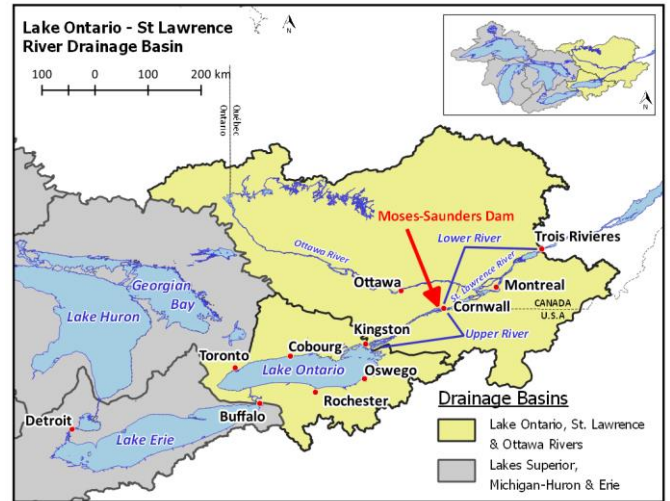 Lake Ontario - St Lawrence
River Drainage Basin
N
100 0 100 200 km
N
Québec
Ontario
Moses-Saunders Dam
Lower River
Trois Rivieres
Ottawa River
St. Lawrence River
Ottawa
Montreal
Cornwall
CANADA
U.S.A
Georgian
Bay
Lake Huron
Kingston
Upper River
Toronto
Cobourg
Lake Ontario
Oswego
Rochester
Detroit
Buffalo
Lake Erie
Drainage Basins
Lake Ontario, St. Lawrence
& Ottawa Rivers
Lakes Superior,
Michigan-Huron & Erie